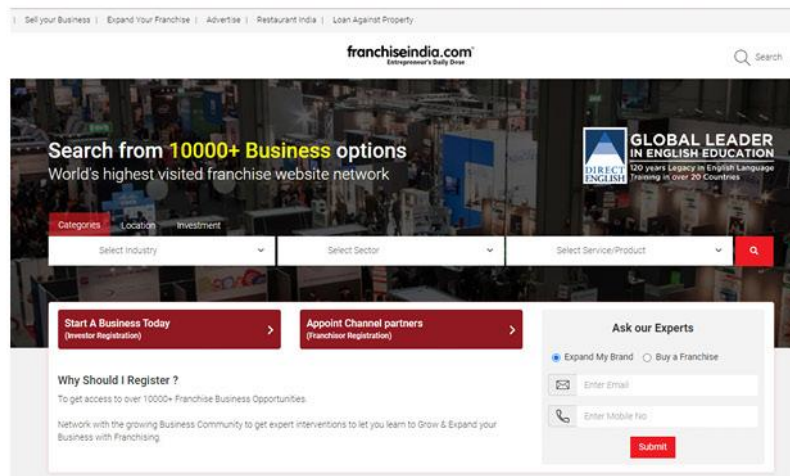 | Sell your Business | Expand Your Franchise | Advertise | Restaurant India | Loan Against Property
franchiseindia.com
Entrepreneur's Daily Dose
Search
Search from 10000+ Business options
World's highest visited franchise website network
DIRECT
ENGLISH
GLOBAL LEADER
IN ENGLISH EDUCATION
120 years Legacy in English Language
Training in over 20 Countries
Categories Location Investment
Select Industry Select Sector Select Service/Product
Start A Business Today
(Investor Registration)
Appoint Channel partners
(Franchisor Registration)
Why Should I Register ?
To get access to over 10000+ Franchise Business Opportunities.
Network with the growing Business Community to get expert interventions to let you learn to Grow & Expand your
Business with Franchising.
Ask our Experts
Expand My Brand Buy a Franchise
Enter Email
Enter Mobile No
Submit